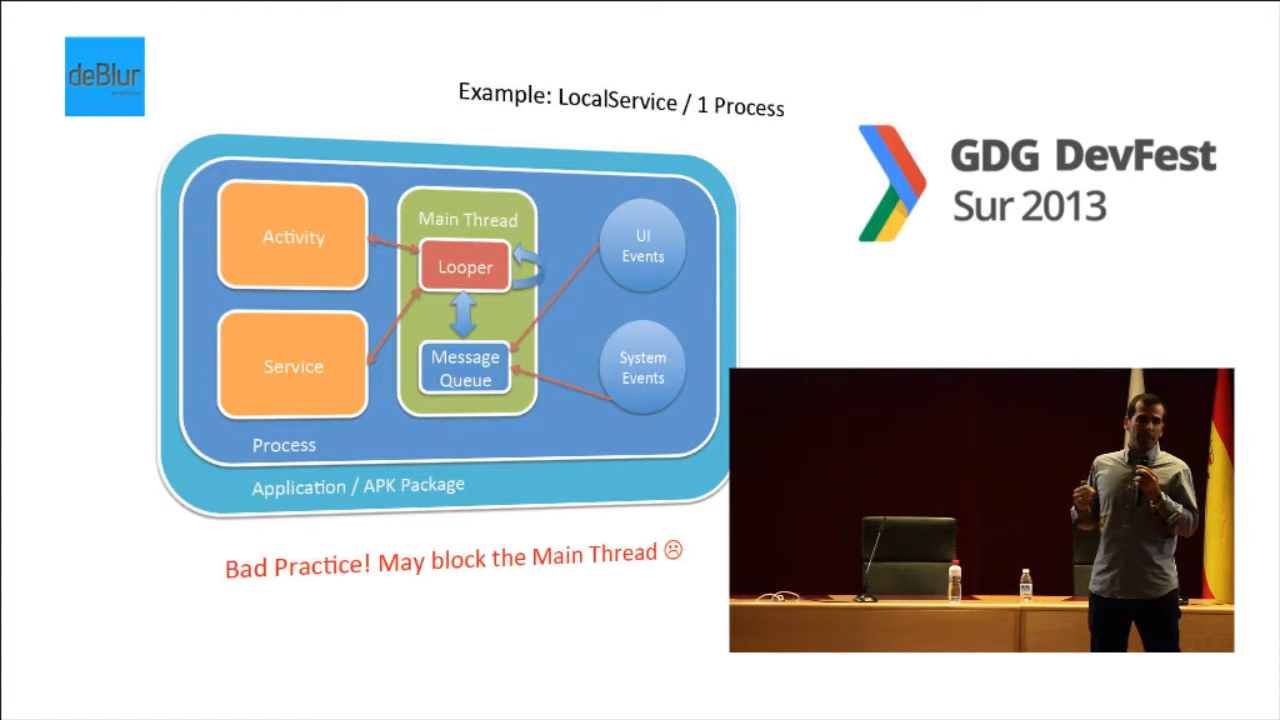 deBlur
Example: LocalService / 1 Process
GDG DevFest
Sur 2013
Activity
Main Thread
Looper
UI
Events
Service
Message
Queue
System
Events
Process
Application / APK Package
Bad Practice! May block the Main Thread ☹